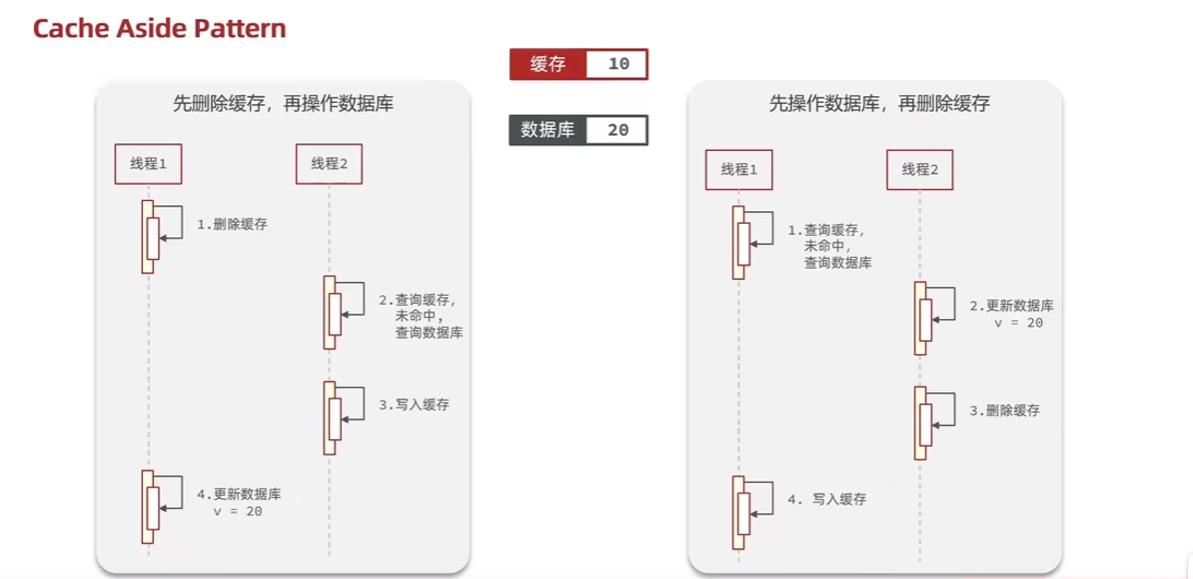 Cache Aside Pattern
缓存 10
数据库 20
先删除缓存，再操作数据库
线程1
线程2
1.删除缓存
2.查询缓存，
未命中，
查询数据库
3.写入缓存
4.更新数据库
v = 20
先操作数据库，再删除缓存
线程1
线程2
1.查询缓存，
未命中，
查询数据库
2.更新数据库
v = 20
3.删除缓存
4. 写入缓存